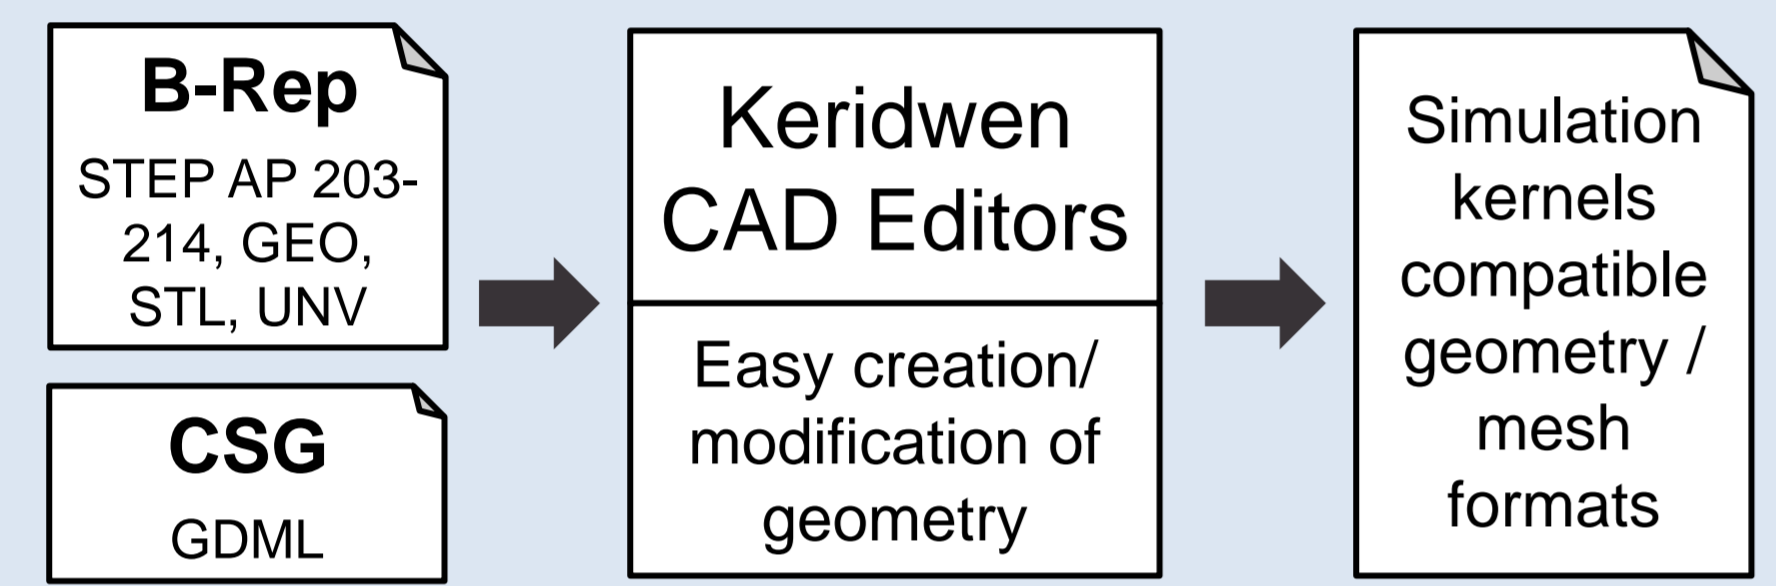 B-Rep
STEP AP 203-
214, GEO,
STL, UNV
CSG
GDML
Keridwen
CAD Editors
Easy creation/
modification of
geometry
Simulation
kernels
compatible
geometry /
mesh
formats